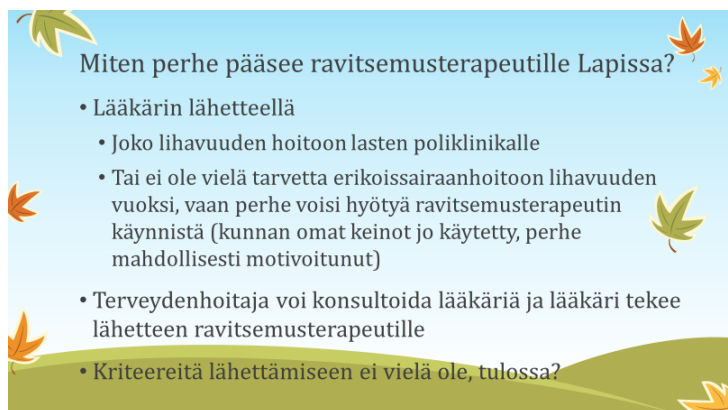 Miten perhe pääsee ravitsemusterapeutille Lapissa?
• Lääkärin lähetteellä
• Joko lihavuuden hoitoon lasten poliklinikalle
• Tai ei ole vielä tarvetta erikoissairaanhoitoon lihavuuden
vuoksi, vaan perhe voisi hyötyä ravitsemusterapeutin
käynnistä (kunnan omat keinot jo käytetty, perhe
mahdollisesti motivoitunut)
• Terveydenhoitaja voi konsultoida lääkäriä ja lääkäri tekee
lähetteen ravitsemusterapeutille
• Kriteereitä lähettämiseen ei vielä ole, tulossa?